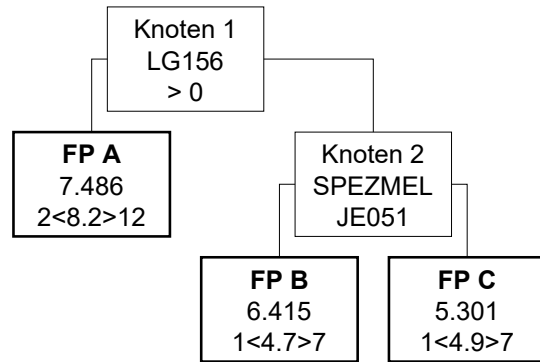 Knoten 1
LG156
> 0
FP A
7.486
2<8.2>12
Knoten 2
SPEZMEL
JE051
FP B
6.415
1<4.7>7
FP C
5.301
1<4.9>7